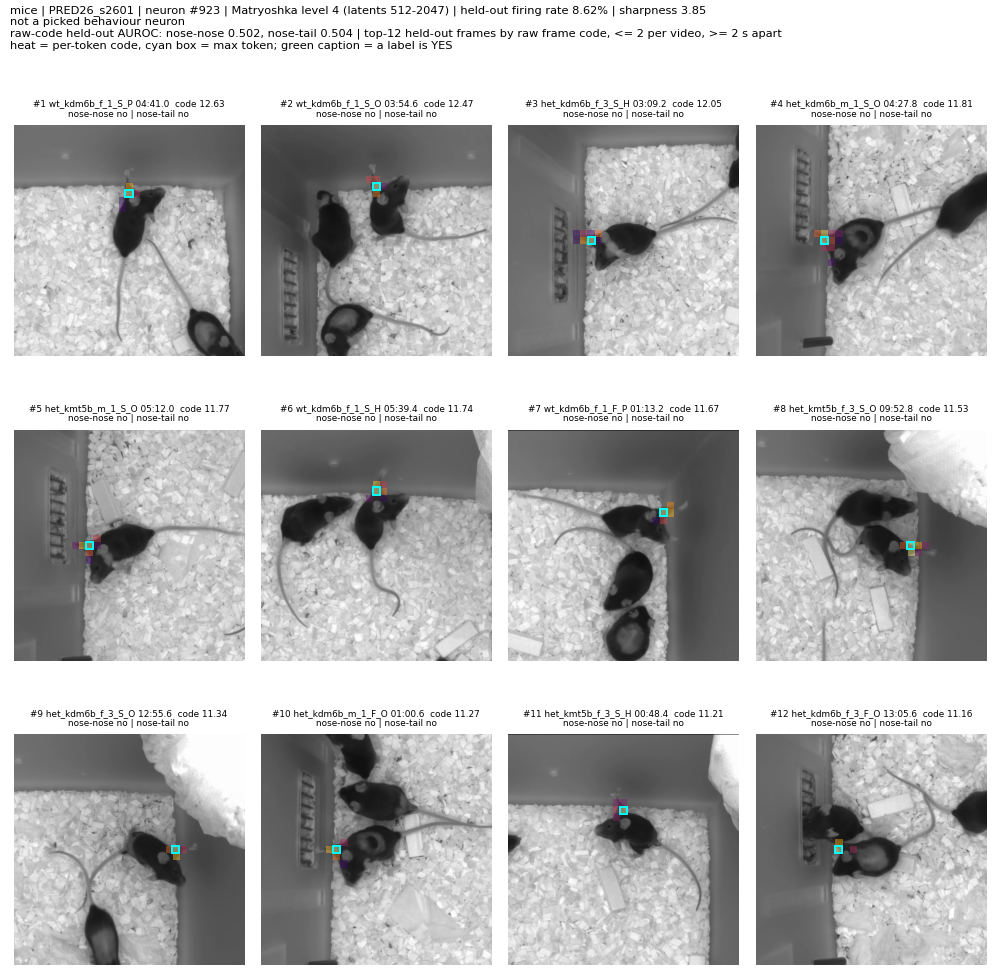 mice | PRED26_s2601 | neuron #923 | Matryoshka level 4 (latents 512-2047) | held-out firing rate 8.62% | sharpness 3.85
not a picked behaviour neuron
raw-code held-out AUROC: nose-nose 0.502, nose-tail 0.504 | top-12 held-out frames by raw frame code, <= 2 per video, >= 2 s apart
heat = per-token code, cyan box = max token; green caption = a label is YES
#1 wt_kdm6b_f_1_S_P 04:41.0 code 12.63
nose-nose no | nose-tail no
#2 wt_kdm6b_f_1_S_O 03:54.6 code 12.47
nose-nose no | nose-tail no
#3 het_kdm6b_f_3_S_H 03:09.2 code 12.05
nose-nose no | nose-tail no
#4 het_kdm6b_m_1_S_O 04:27.8 code 11.81
nose-nose no | nose-tail no
#5 het_kmt5b_m_1_S_O 05:12.0 code 11.77
nose-nose no | nose-tail no
#6 wt_kdm6b_f_1_S_H 05:39.4 code 11.74
nose-nose no | nose-tail no
#7 wt_kdm6b_f_1_F_P 01:13.2 code 11.67
nose-nose no | nose-tail no
#8 het_kmt5b_f_3_S_O 09:52.8 code 11.53
nose-nose no | nose-tail no
#9 het_kdm6b_f_3_S_O 12:55.6 code 11.34
nose-nose no | nose-tail no
#10 het_kdm6b_m_1_F_O 01:00.6 code 11.27
nose-nose no | nose-tail no
#11 het_kmt5b_f_3_S_H 00:48.4 code 11.21
nose-nose no | nose-tail no
#12 het_kdm6b_f_3_F_O 13:05.6 code 11.16
nose-nose no | nose-tail no